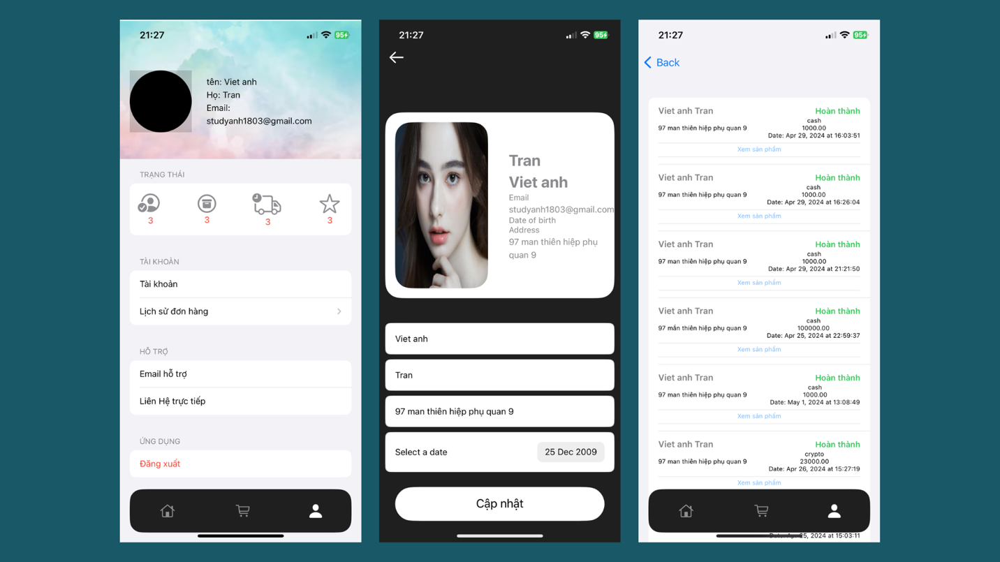 21:27
95
tên: Viet anh
Họ: Tran
Email:
studyanh1803@gmail.com
TRẠNG THÁI
3
3
3
3
TÀI KHOẢN
Tài khoản
Lịch sử đơn hàng
HỖ TRỢ
Email hỗ trợ
Liên Hệ trực tiếp
ỨNG DỤNG
Đăng xuất
21:27
95
Tran
Viet anh
Email
studyanh1803@gmail.com
Date of birth
Address
97 man thiên hiệp phụ
quan 9
Viet anh
Tran
97 man thiên hiệp phụ quan 9
Select a date
25 Dec 2009
Cập nhật
21:27
95
Back
Viet anh Tran
Hoàn thành
cash
97 man thiên hiệp phụ quan 9
1000.00
Date: Apr 29, 2024 at 16:03:51
Xem sản phẩm
Viet anh Tran
Hoàn thành
cash
97 man thiên hiệp phụ quan 9
1000.00
Date: Apr 29, 2024 at 16:26:04
Xem sản phẩm
Viet anh Tran
Hoàn thành
cash
97 man thiên hiệp phụ quan 9
1000.00
Date: Apr 29, 2024 at 21:21:50
Xem sản phẩm
Viet anh Tran
Hoàn thành
cash
97 mấn thiên hiệp phụ quan 9
100000.00
Date: Apr 25, 2024 at 22:59:37
Xem sản phẩm
Viet anh Tran
Hoàn thành
cash
97 man thiên hiệp phụ quan 9
1000.00
Date: May 1, 2024 at 13:08:49
Xem sản phẩm
Viet anh Tran
Hoàn thành
crypto
97 man thiên hiệp phụ quan 9
23000.00
Date: Apr 26, 2024 at 15:27:19
Xem sản phẩm
Date: Apr 25, 2024 at 15:03:11